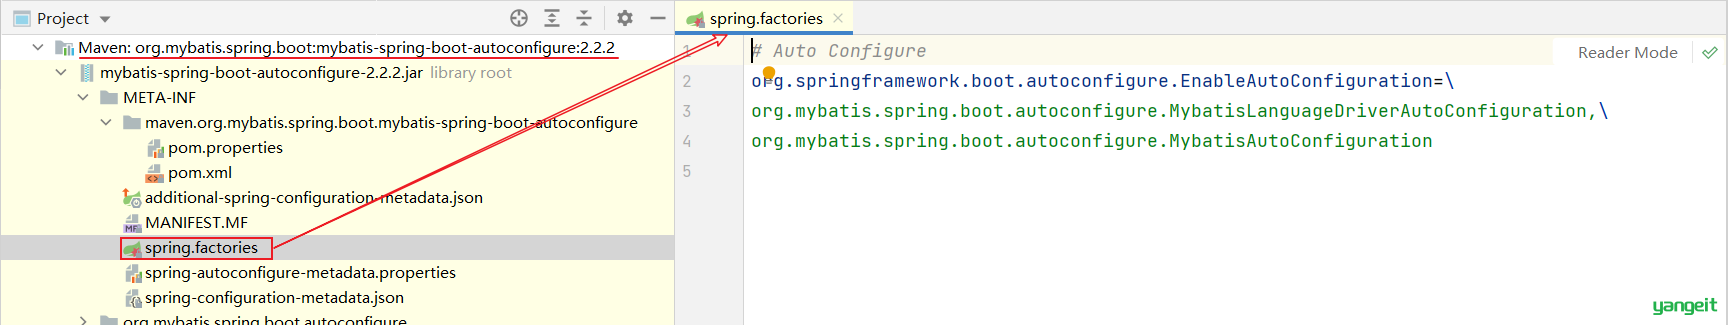 Project
Maven: org.mybatis.spring.boot:mybatis-spring-boot-autoconfigure:2.2.2
mybatis-spring-boot-autoconfigure-2.2.2.jar library root
META-INF
maven.org.mybatis.spring.boot.mybatis-spring-boot-autoconfigure
pom.properties
pom.xml
additional-spring-configuration-metadata.json
MANIFEST.MF
spring.factories
spring-autoconfigure-metadata.properties
spring-configuration-metadata.json
org.mybatis.spring.boot.autoconfigure
spring.factories
1 # Auto Configure
Reader Mode
2 org.springframework.boot.autoconfigure.EnableAutoConfiguration=\
3 org.mybatis.spring.boot.autoconfigure.MybatisLanguageDriverAutoConfiguration,\
4 org.mybatis.spring.boot.autoconfigure.MybatisAutoConfiguration
5
yangeit